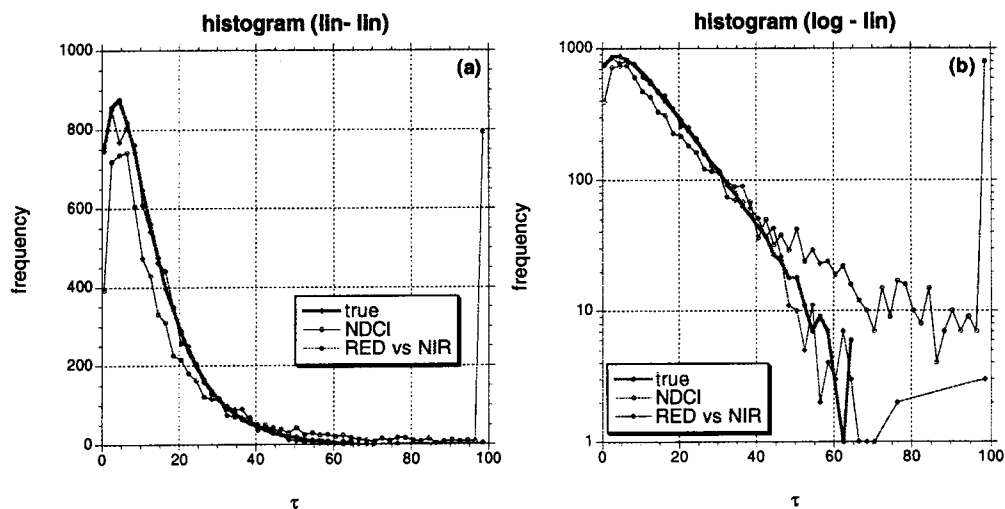 histogram (lin- lin)
(a)
1000
800
600
400
200
0
frequency
true
NDCI
RED vs NIR
0 20 40 60 80 100
τ
histogram (log - lin)
(b)
1000
100
10
1
frequency
true
NDCI
RED vs NIR
0 20 40 60 80 100
τ